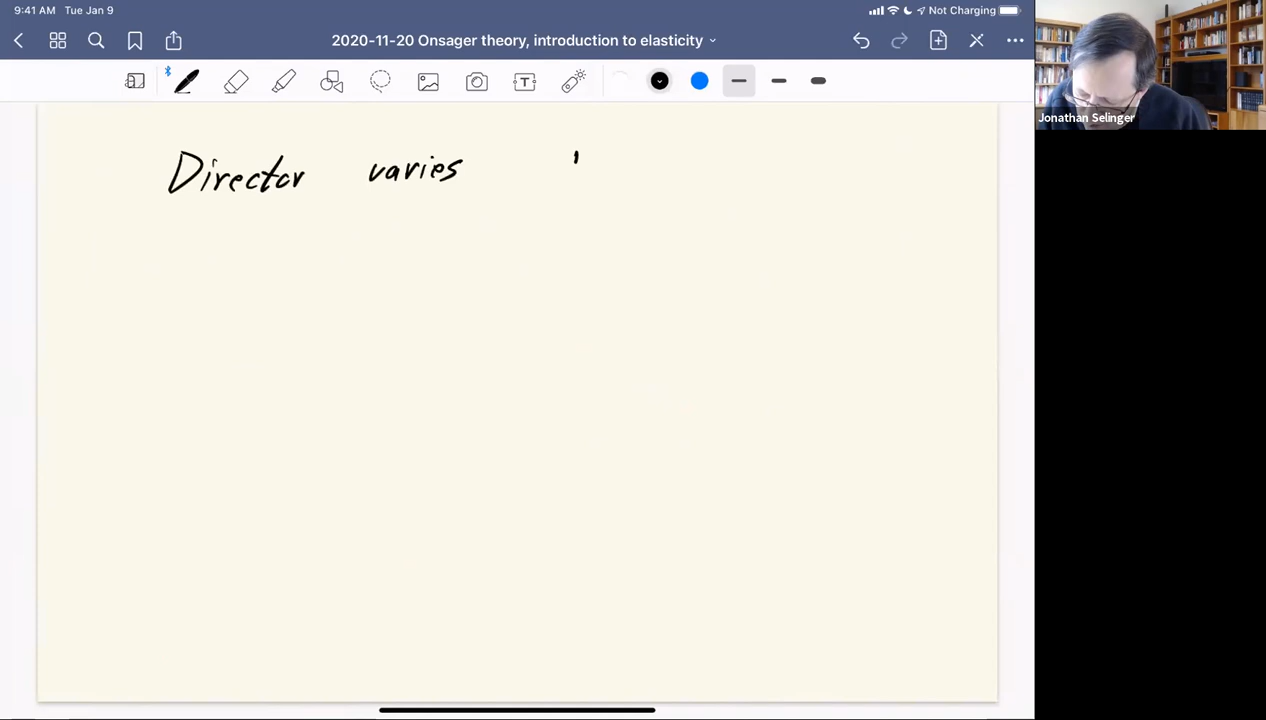 9:41 AM Tue Jan 9
Not Charging
2020-11-20 Onsager theory, introduction to elasticity
T
Jonathan Selinger
Director varies